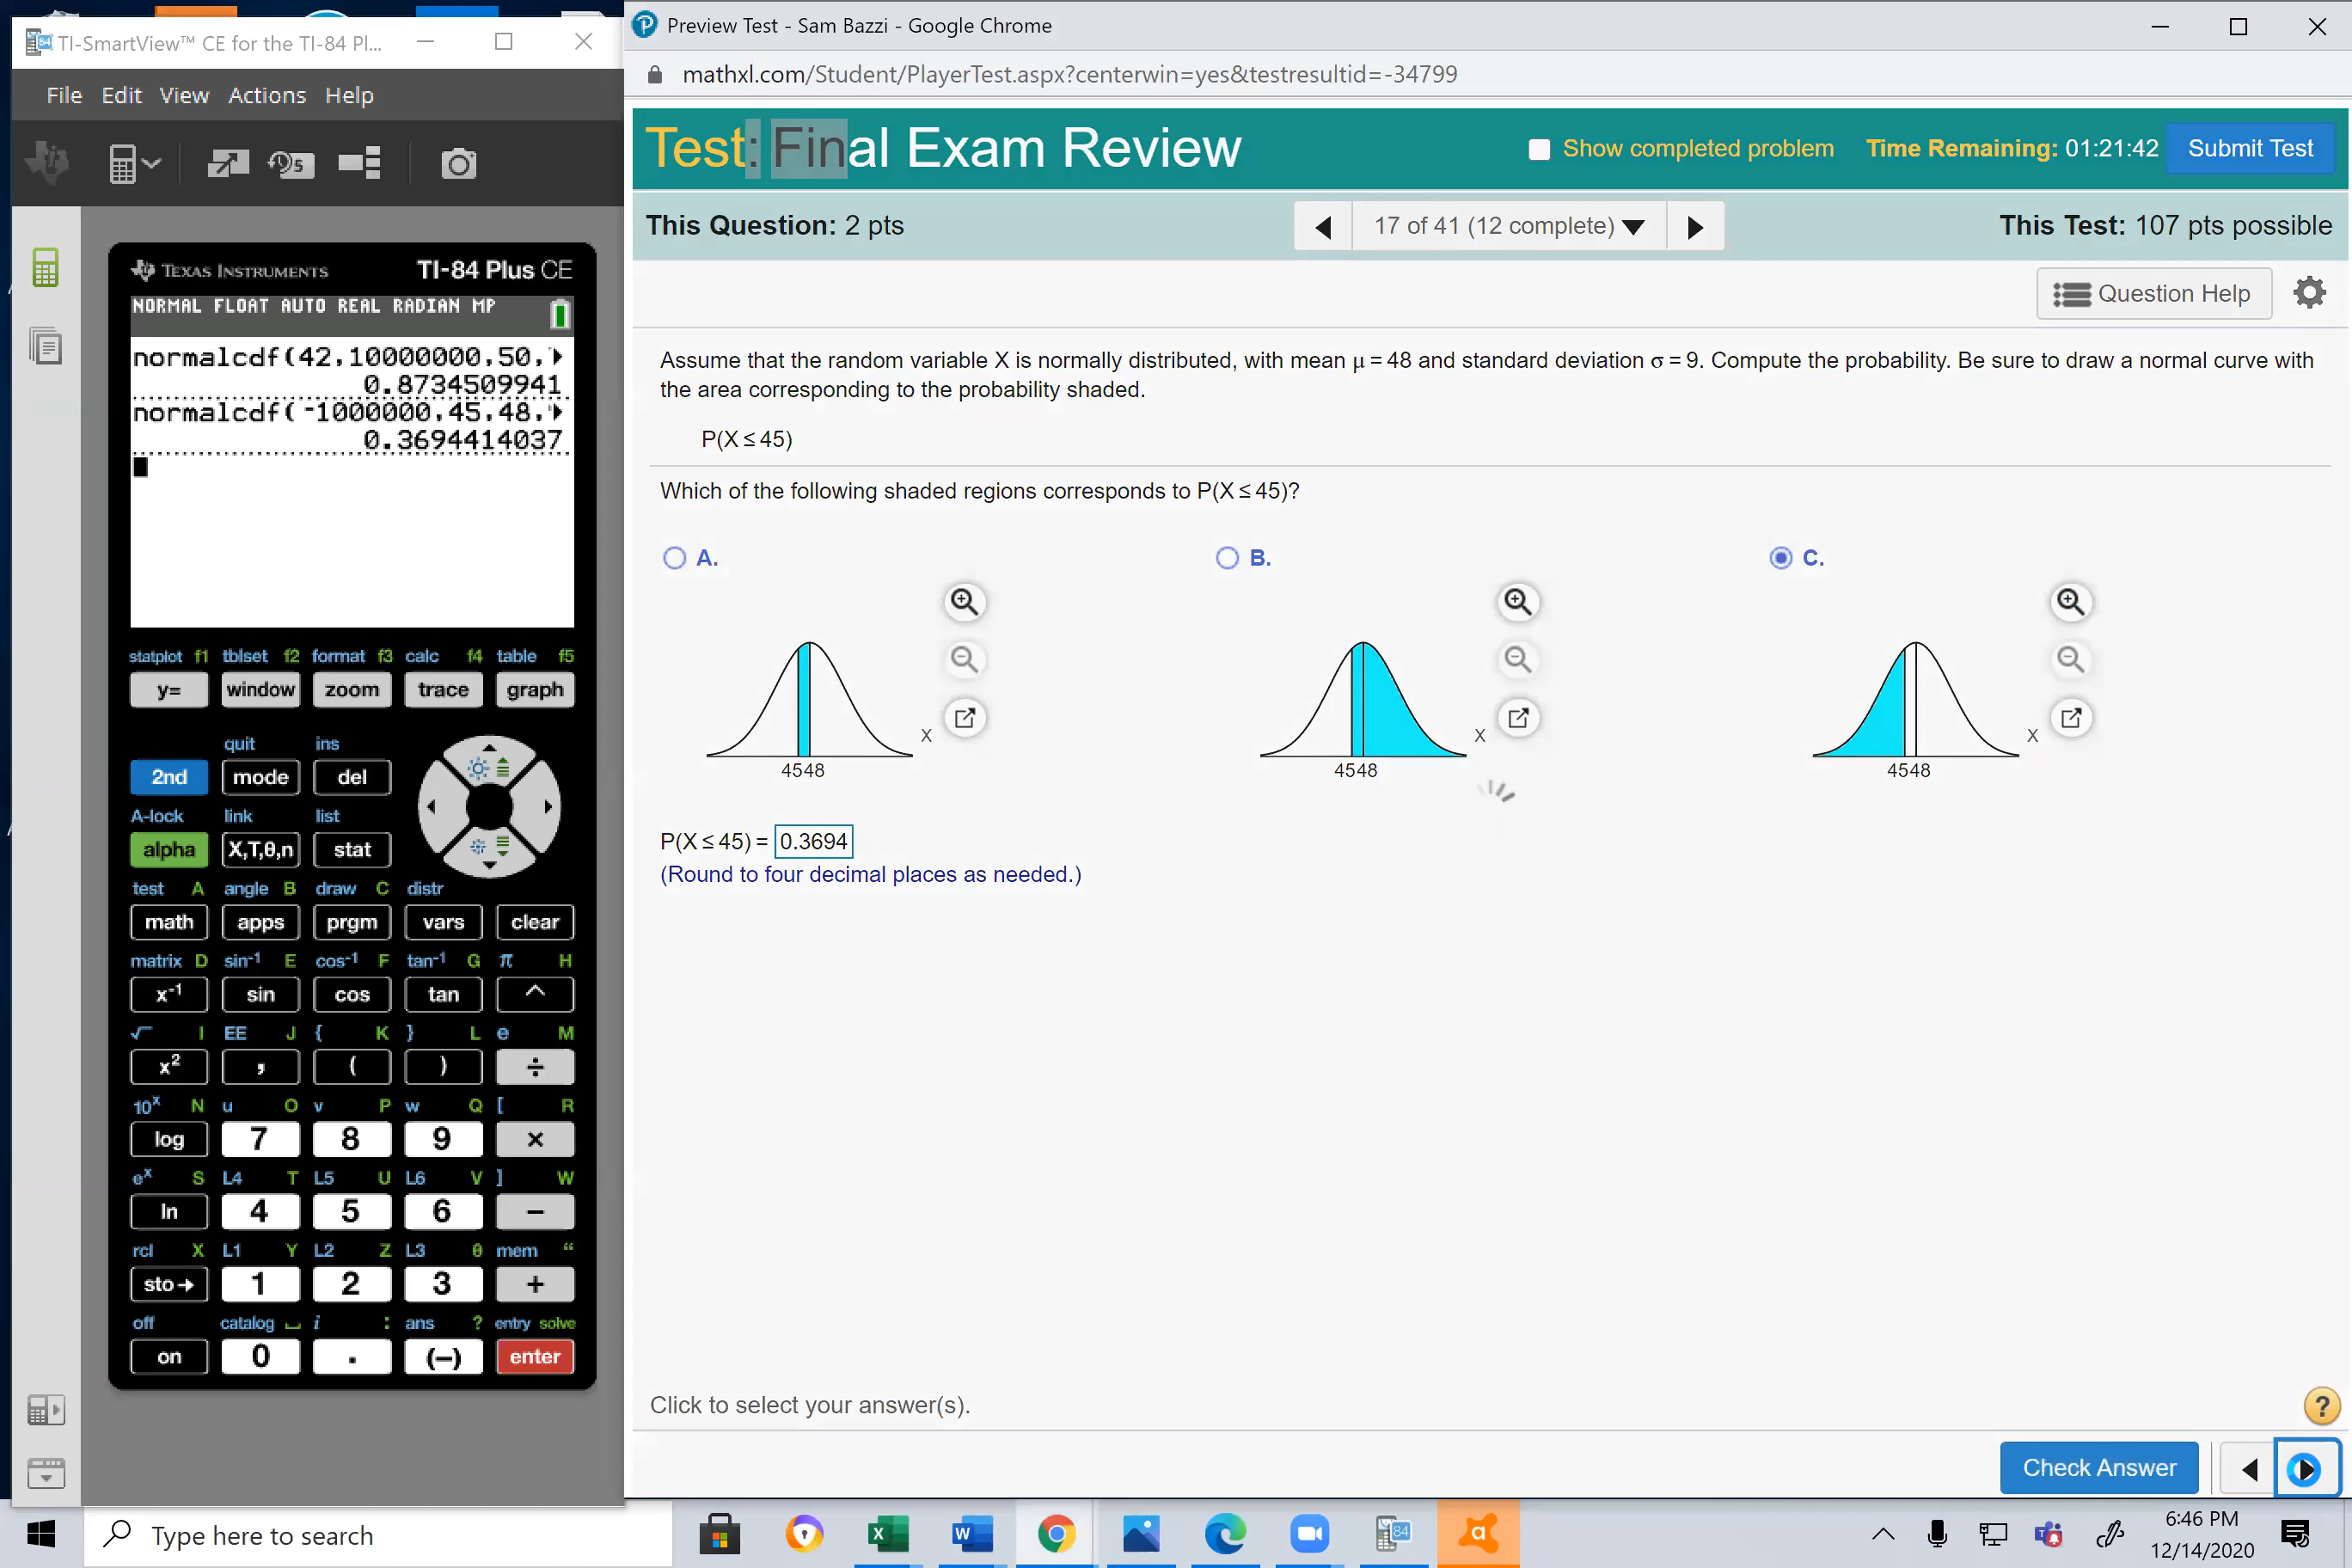 TI-SmartView™ CE for the TI-84 Pl...
File Edit View Actions Help
TEXAS INSTRUMENTS TI-84 Plus CE
NORMAL FLOAT AUTO REAL RADIAN MP
normalcdf(42,10000000,50,
0.8734509941
normalcdf(-1000000,45,48,
0.3694414037
statplot f1 tblset f2 format f3 calc f4 table f5
y= window zoom trace graph
quit ins
2nd mode del
A-lock link list
alpha X,T,θ,n stat
test A angle B draw C distr
math apps prgm vars clear
matrix D sin-1 E cos-1 F tan-1 G π H
x-1 sin cos tan ^
√ I EE J { K } L e M
x2 , ( ) ÷
10x N u O v P w Q [ R
log 7 8 9 ×
ex S L4 T L5 U L6 V ] W
ln 4 5 6 −
rcl X L1 Y L2 Z L3 θ mem “
sto→ 1 2 3 +
off catalog i : ans ? entry solve
on 0 . (−) enter
Preview Test - Sam Bazzi - Google Chrome
mathxl.com/Student/PlayerTest.aspx?centerwin=yes&testresultid=-34799
Test: Final Exam Review
Show completed problem Time Remaining: 01:21:42 Submit Test
This Question: 2 pts 17 of 41 (12 complete) This Test: 107 pts possible
Question Help
Assume that the random variable X is normally distributed, with mean μ = 48 and standard deviation σ = 9. Compute the probability. Be sure to draw a normal curve with
the area corresponding to the probability shaded.
P(X ≤ 45)
Which of the following shaded regions corresponds to P(X ≤ 45)?
A. B. C.
X X X
4548 4548 4548
P(X ≤ 45) = 0.3694
(Round to four decimal places as needed.)
Click to select your answer(s).
?
Check Answer
Type here to search
6:46 PM
12/14/2020